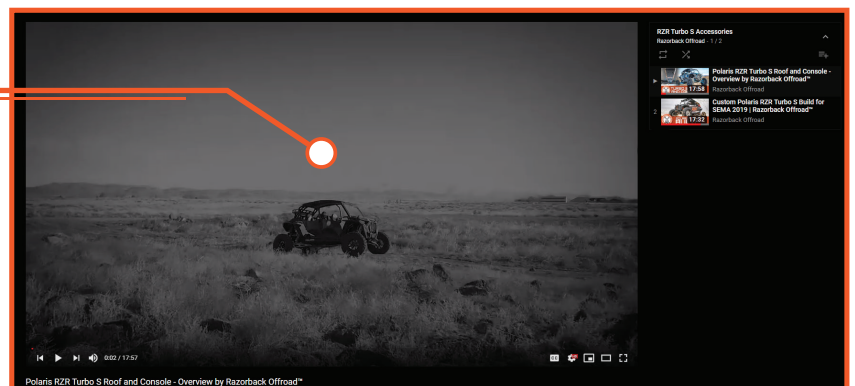 RZR Turbo S Accessories
Razorback Offroad - 1 / 2
Polaris RZR Turbo S Roof and Console -
Overview by Razorback Offroad™
Razorback Offroad
17:58
2
Custom Polaris RZR Turbo S Build for
SEMA 2019 | Razorback Offroad™
Razorback Offroad
17:32
0:02 / 17:57
Polaris RZR Turbo S Roof and Console - Overview by Razorback Offroad™